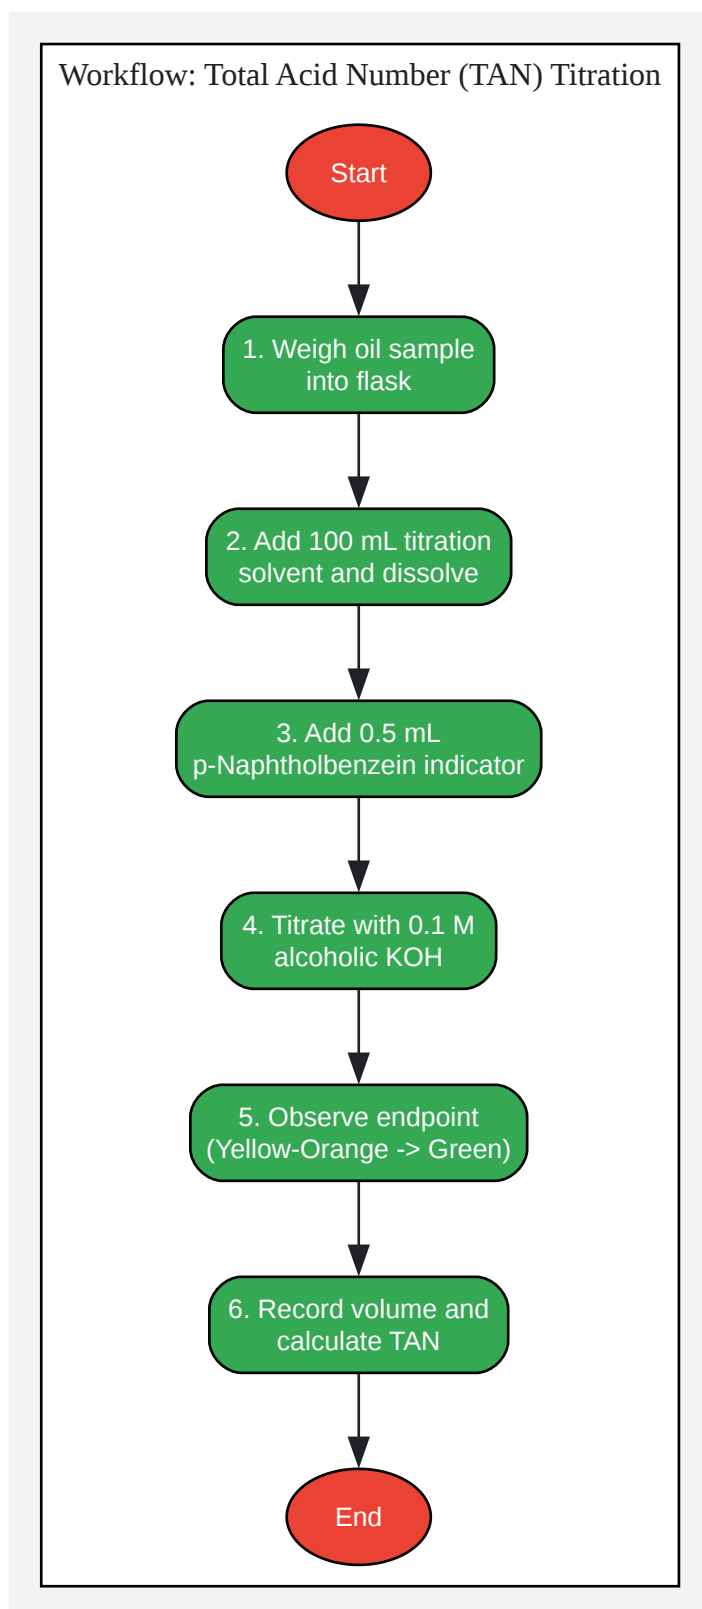 Workflow: Total Acid Number (TAN) Titration
Start
1. Weigh oil sample
into flask
2. Add 100 mL titration
solvent and dissolve
3. Add 0.5 mL
p-Naphtholbenzein indicator
4. Titrate with 0.1 M
alcoholic KOH
5. Observe endpoint
(Yellow-Orange -> Green)
6. Record volume and
calculate TAN
End